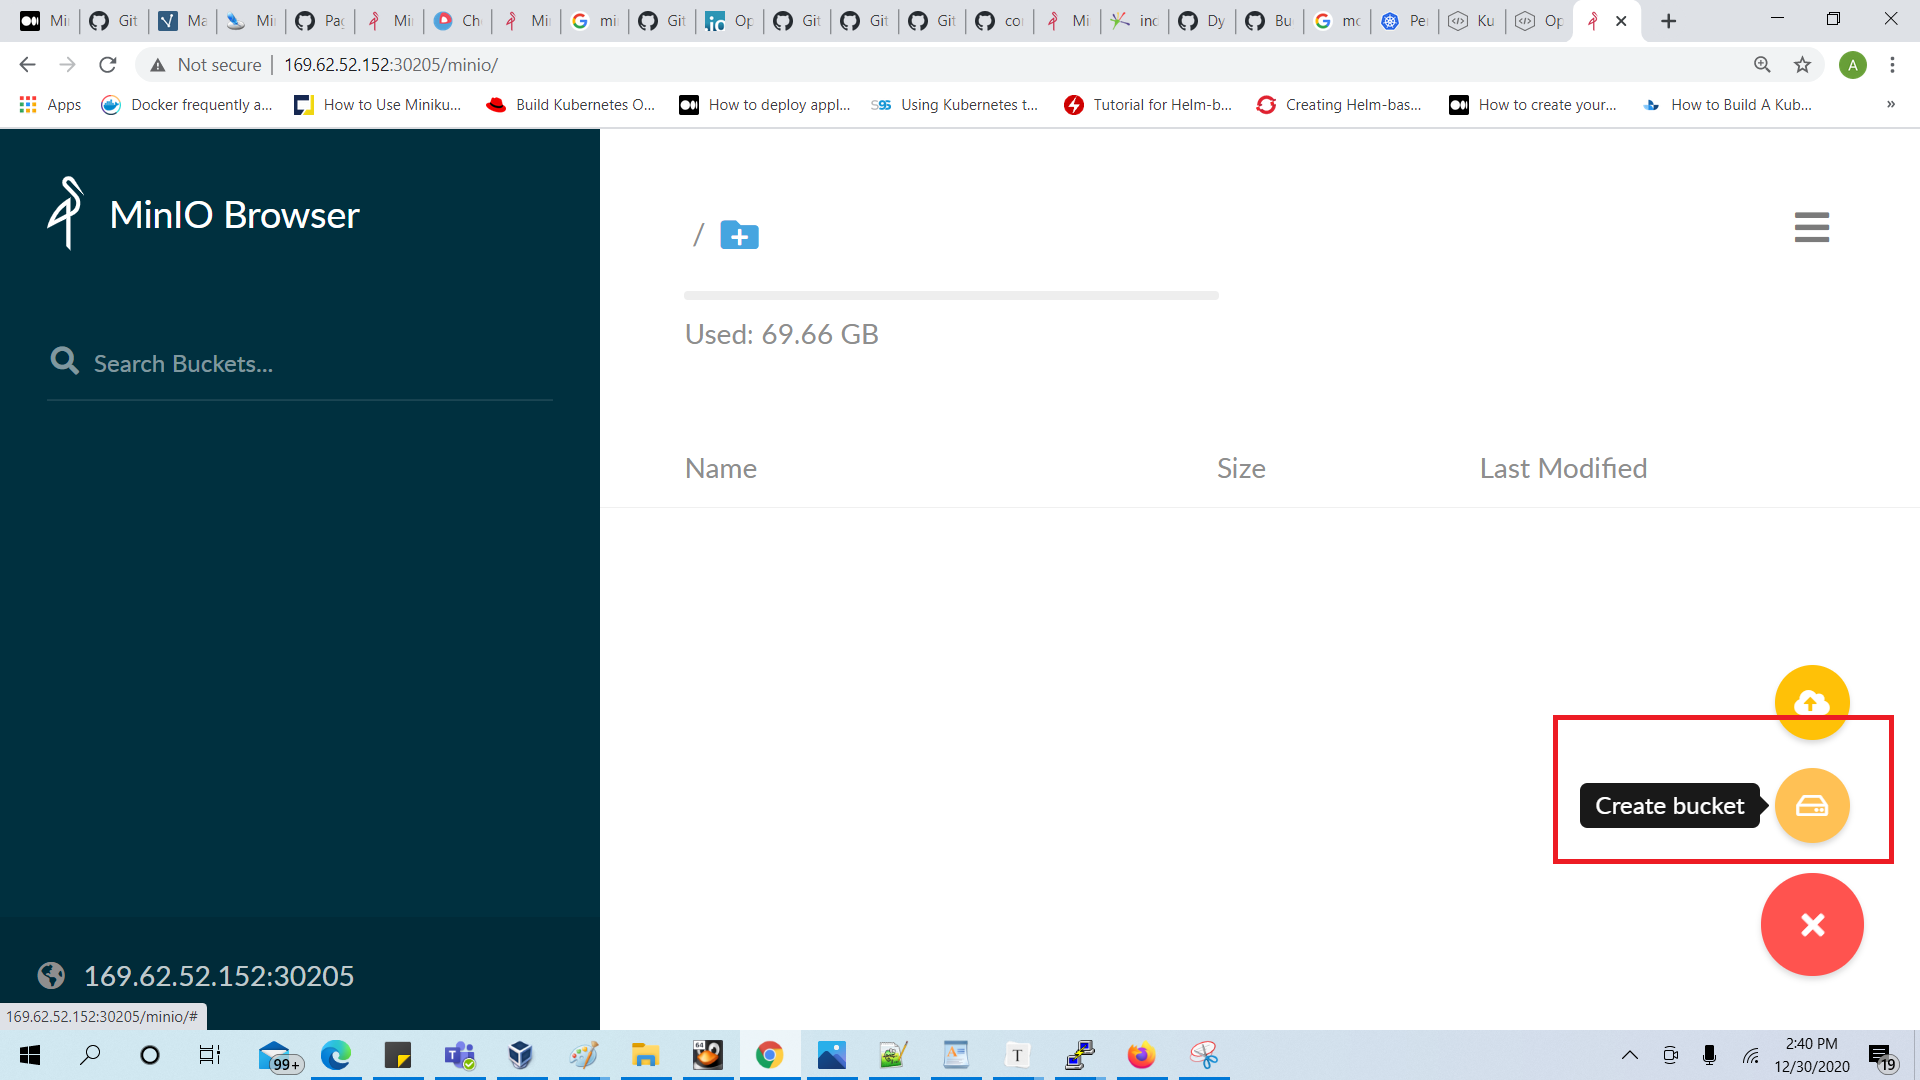 Mi
Git
Ma
Mi
Pa
Mi
Ch
Mi
mi
Git
Op
Git
Git
Git
co
Mi
inc
Dy
Bu
mo
Pe
Ku
Op
Not secure
169.62.52.152:30205/minio/
A
Apps
Docker frequently a...
How to Use Miniku...
Build Kubernetes O...
How to deploy appl...
S95 Using Kubernetes t...
Tutorial for Helm-b...
Creating Helm-bas...
How to create your...
How to Build A Kub...
»
MinIO Browser
/
Used: 69.66 GB
Search Buckets...
Name
Size
Last Modified
Create bucket
169.62.52.152:30205
169.62.52.152:30205/minio/#
99+
T
2:40 PM
12/30/2020
19